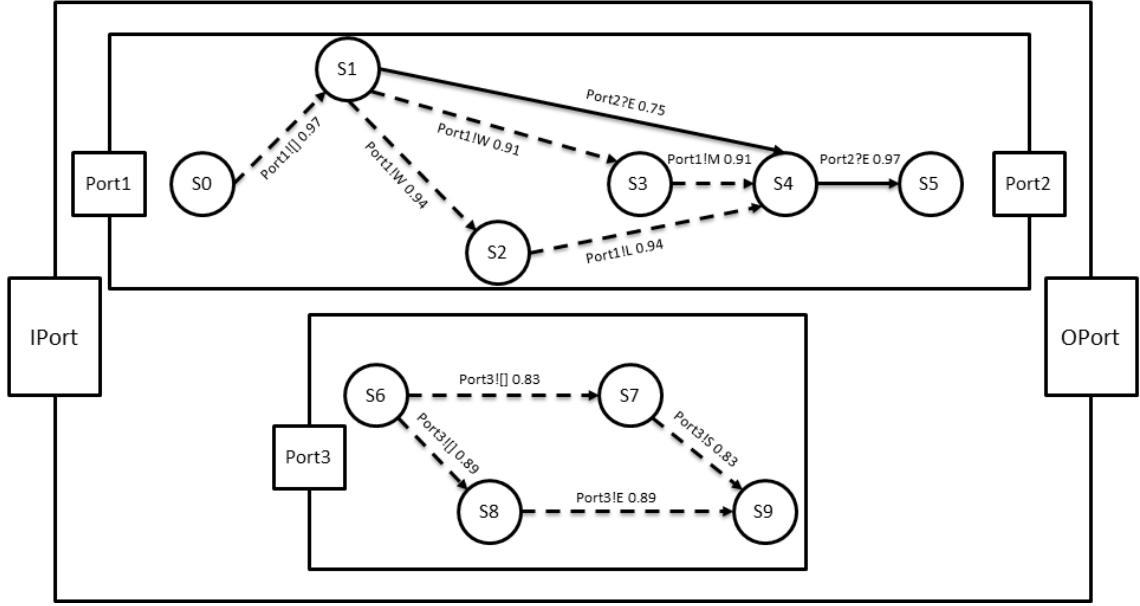 S1
Port2?E 0.75
Port1![] 0.97
Port1!W 0.91
Port1!W 0.94
Port1!M 0.91
Port2?E 0.97
Port1
S0
S3
S4
S5
Port2
S2
Port1!L 0.94
IPort
OPort
Port3![] 0.83
S6
S7
Port3![] 0.89
Port3!S 0.83
Port3
Port3!E 0.89
S8
S9